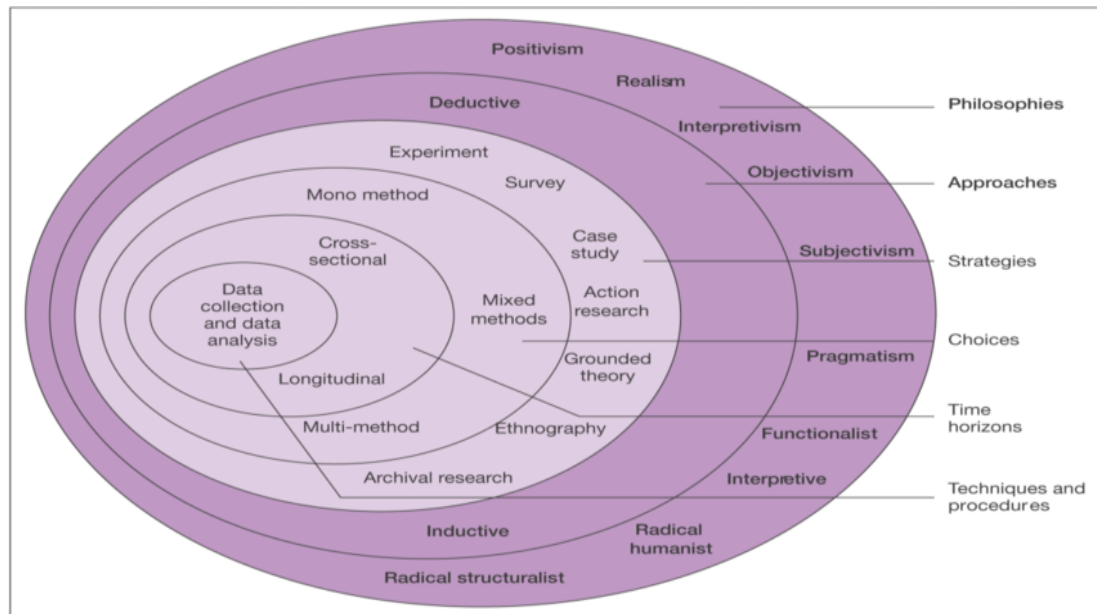 Positivism
Realism
Philosophies
Deductive
Interpretivism
Experiment
Objectivism
Approaches
Survey
Mono method
Case
study
Cross-
sectional
Subjectivism
Strategies
Data
collection
and data
analysis
Mixed
methods
Action
research
Choices
Grounded
theory
Pragmatism
Longitudinal
Time
horizons
Multi-method
Ethnography
Functionalist
Archival research
Interpretive
Techniques and
procedures
Inductive
Radical
humanist
Radical structuralist